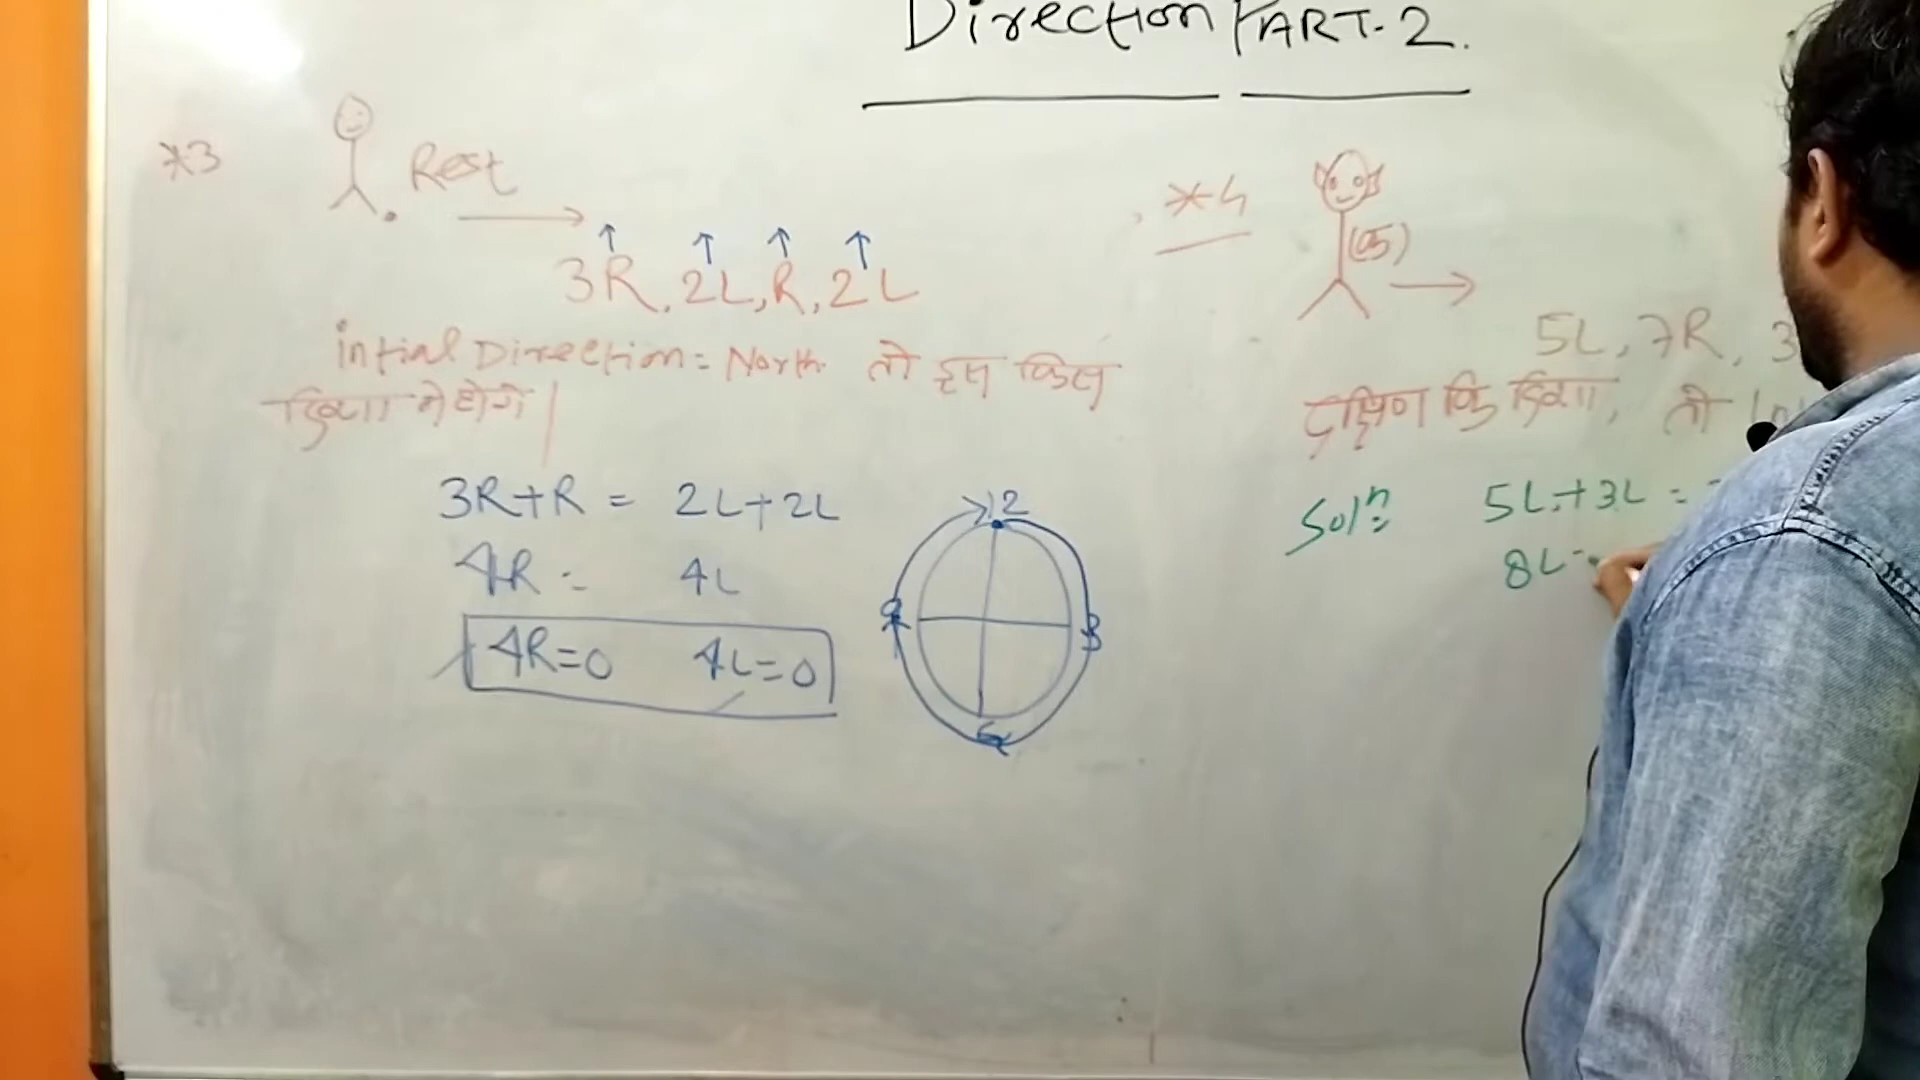 Direction PART-2.
*3
Rest
3R, 2L, R, 2L
intial Direction = North तो हम किस
दिशा मे होगे |
3R+R = 2L+2L
4R = 4L
4R=0 4L=0
12
9
3
6
*4
(05)
5L, 7R, 3
दक्षिण कि दिशा, तो
Solⁿ=
5L+3L =
8L =